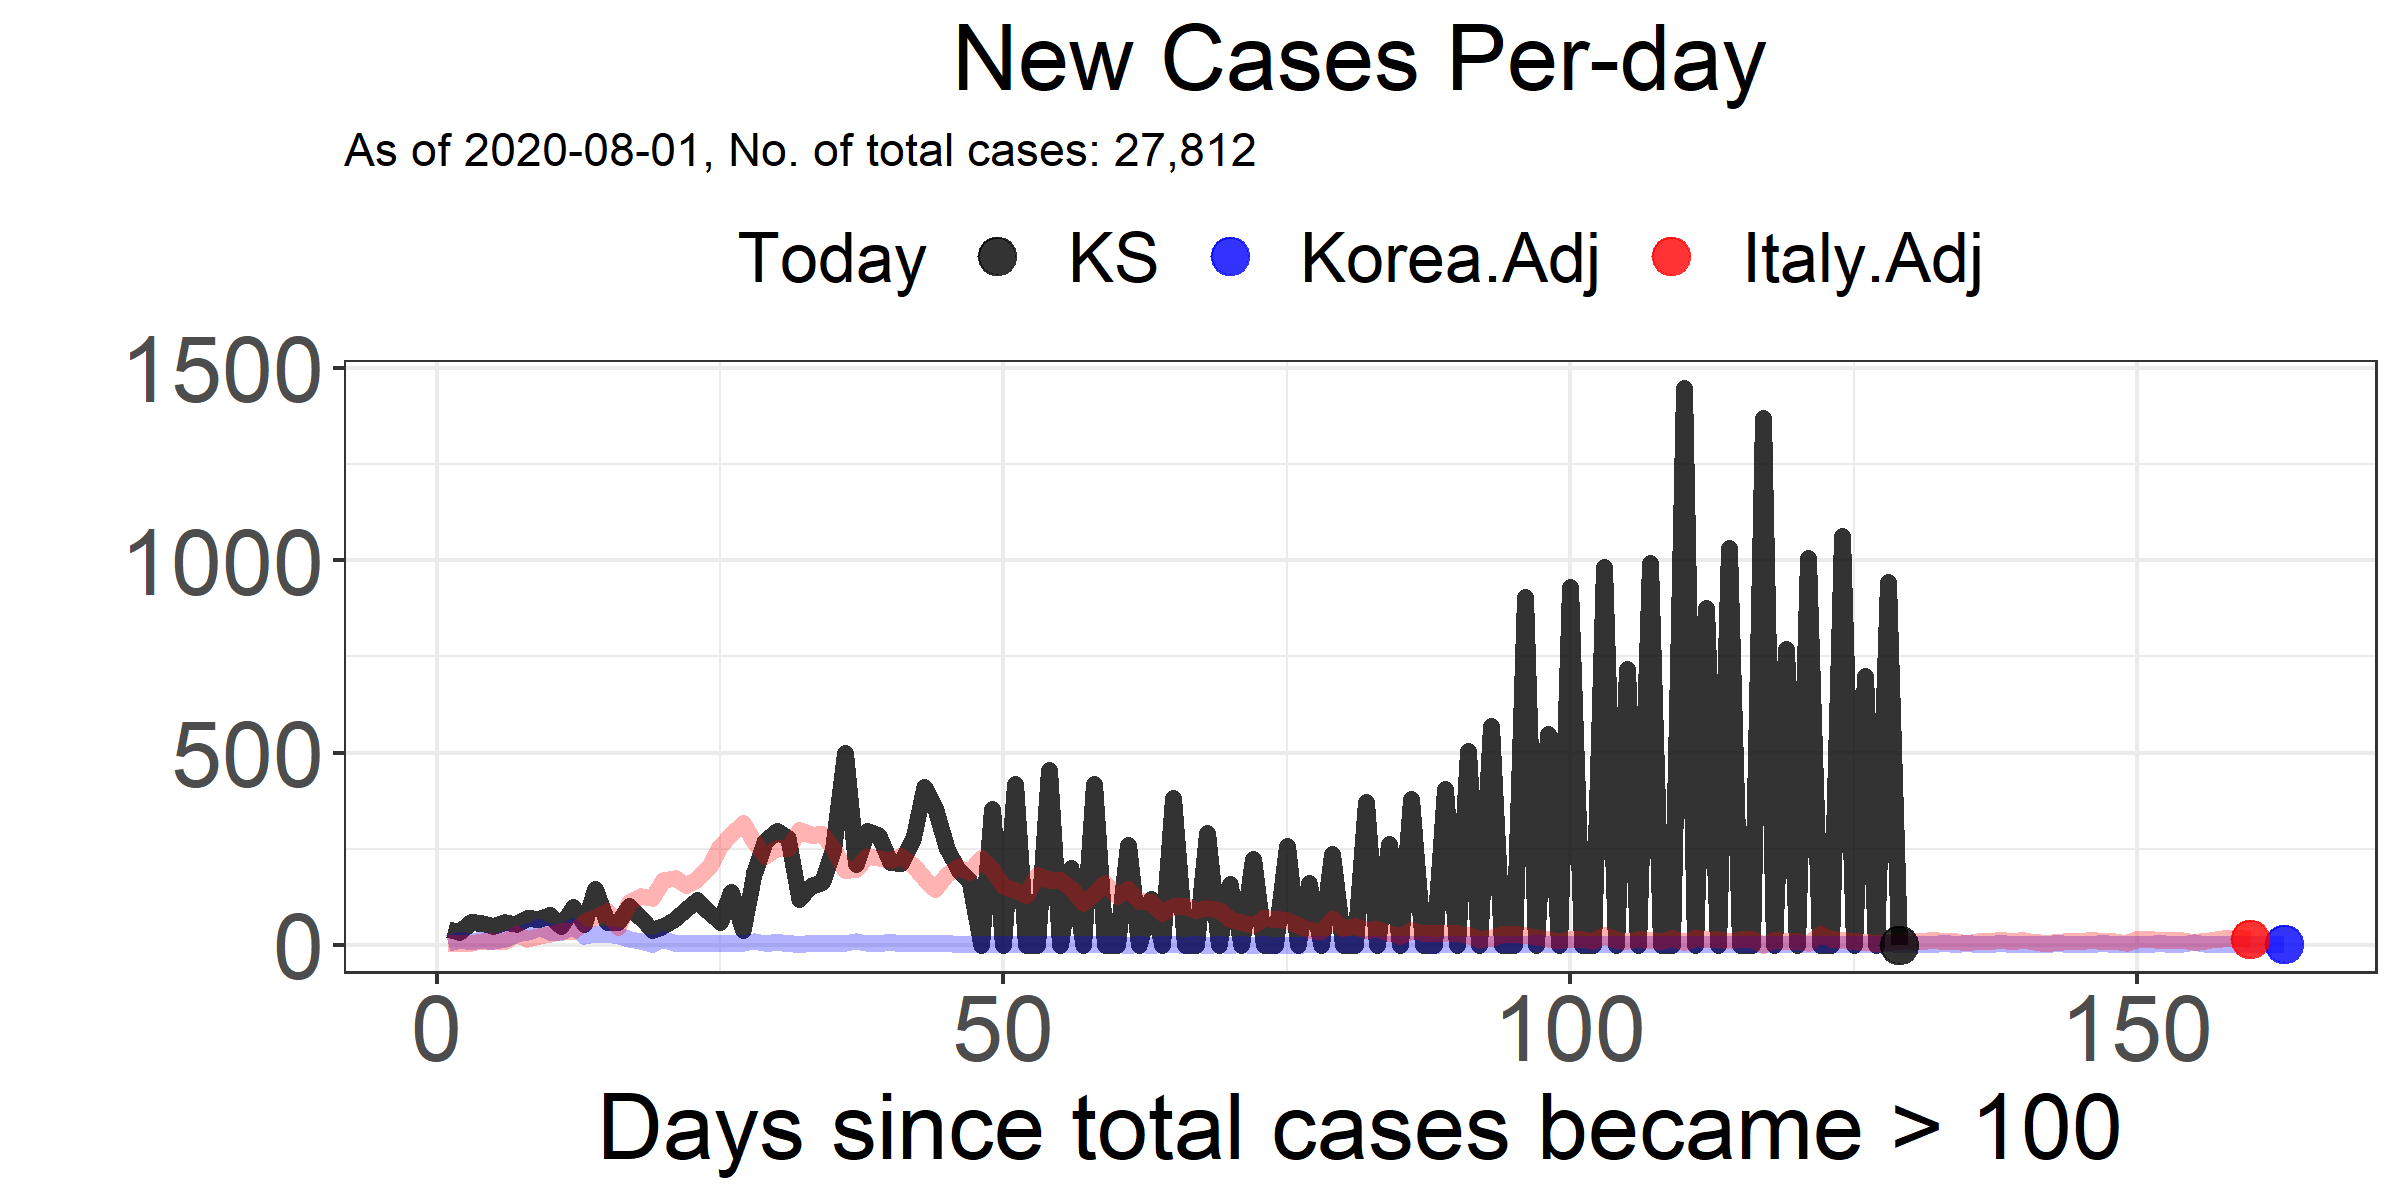 New Cases Per-day
As of 2020-08-01, No. of total cases: 27,812
Today KS Korea.Adj Italy.Adj
1500
1000
500
0
0 50 100 150
Days since total cases became > 100